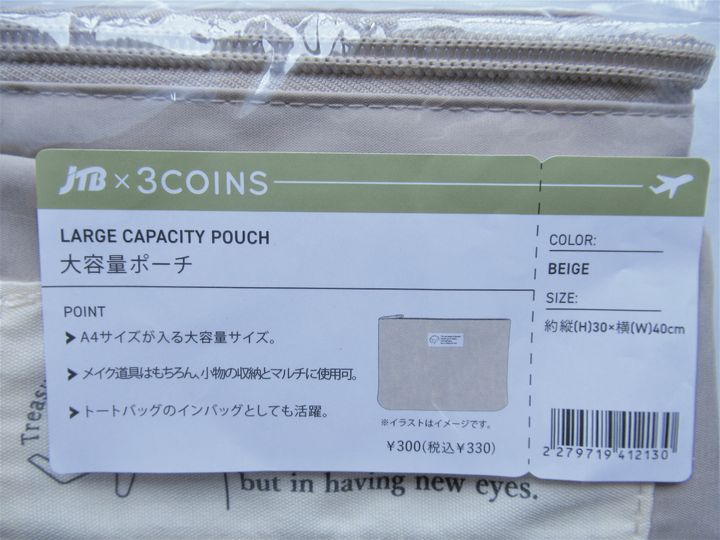 JTB × 3COINS
LARGE CAPACITY POUCH
大容量ポーチ
POINT
A4サイズが入る大容量サイズ。
メイク道具はもちろん、小物の収納とマルチに使用可。
トートバッグのインバッグとしても活躍。
※イラストはイメージです。
¥300(税込¥330)
COLOR:
BEIGE
SIZE:
約 縦(H)30×横(W)40cm
2 279719 412130
Treas
but in having new eyes.